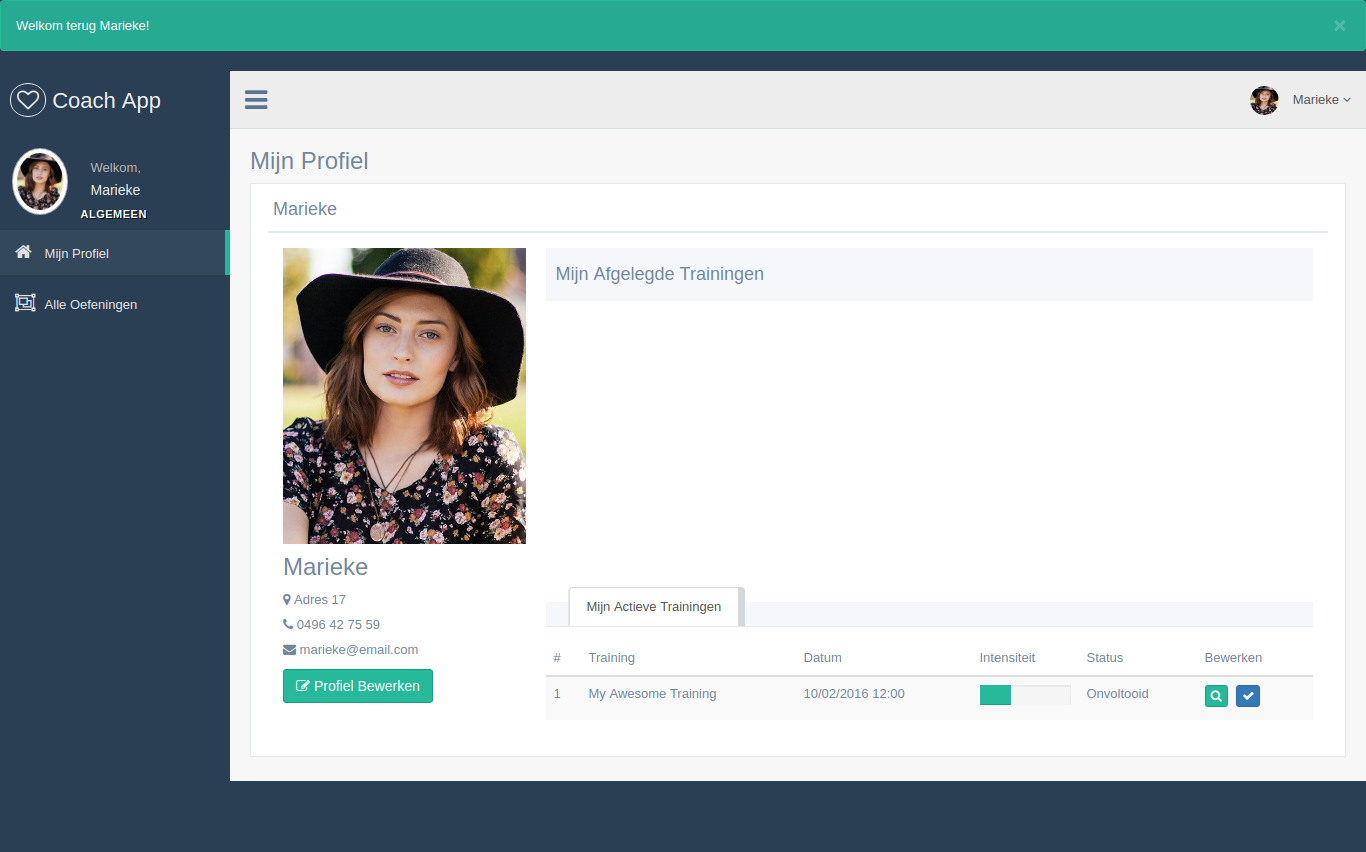 Welkom terug Marieke!
×
Coach App
Marieke
Welkom,
Marieke
ALGEMEEN
Mijn Profiel
Alle Oefeningen
Mijn Profiel
Marieke
Mijn Afgelegde Trainingen
Marieke
Adres 17
0496 42 75 59
marieke@email.com
Profiel Bewerken
Mijn Actieve Trainingen
# Training Datum Intensiteit Status Bewerken
1 My Awesome Training 10/02/2016 12:00 Onvoltooid